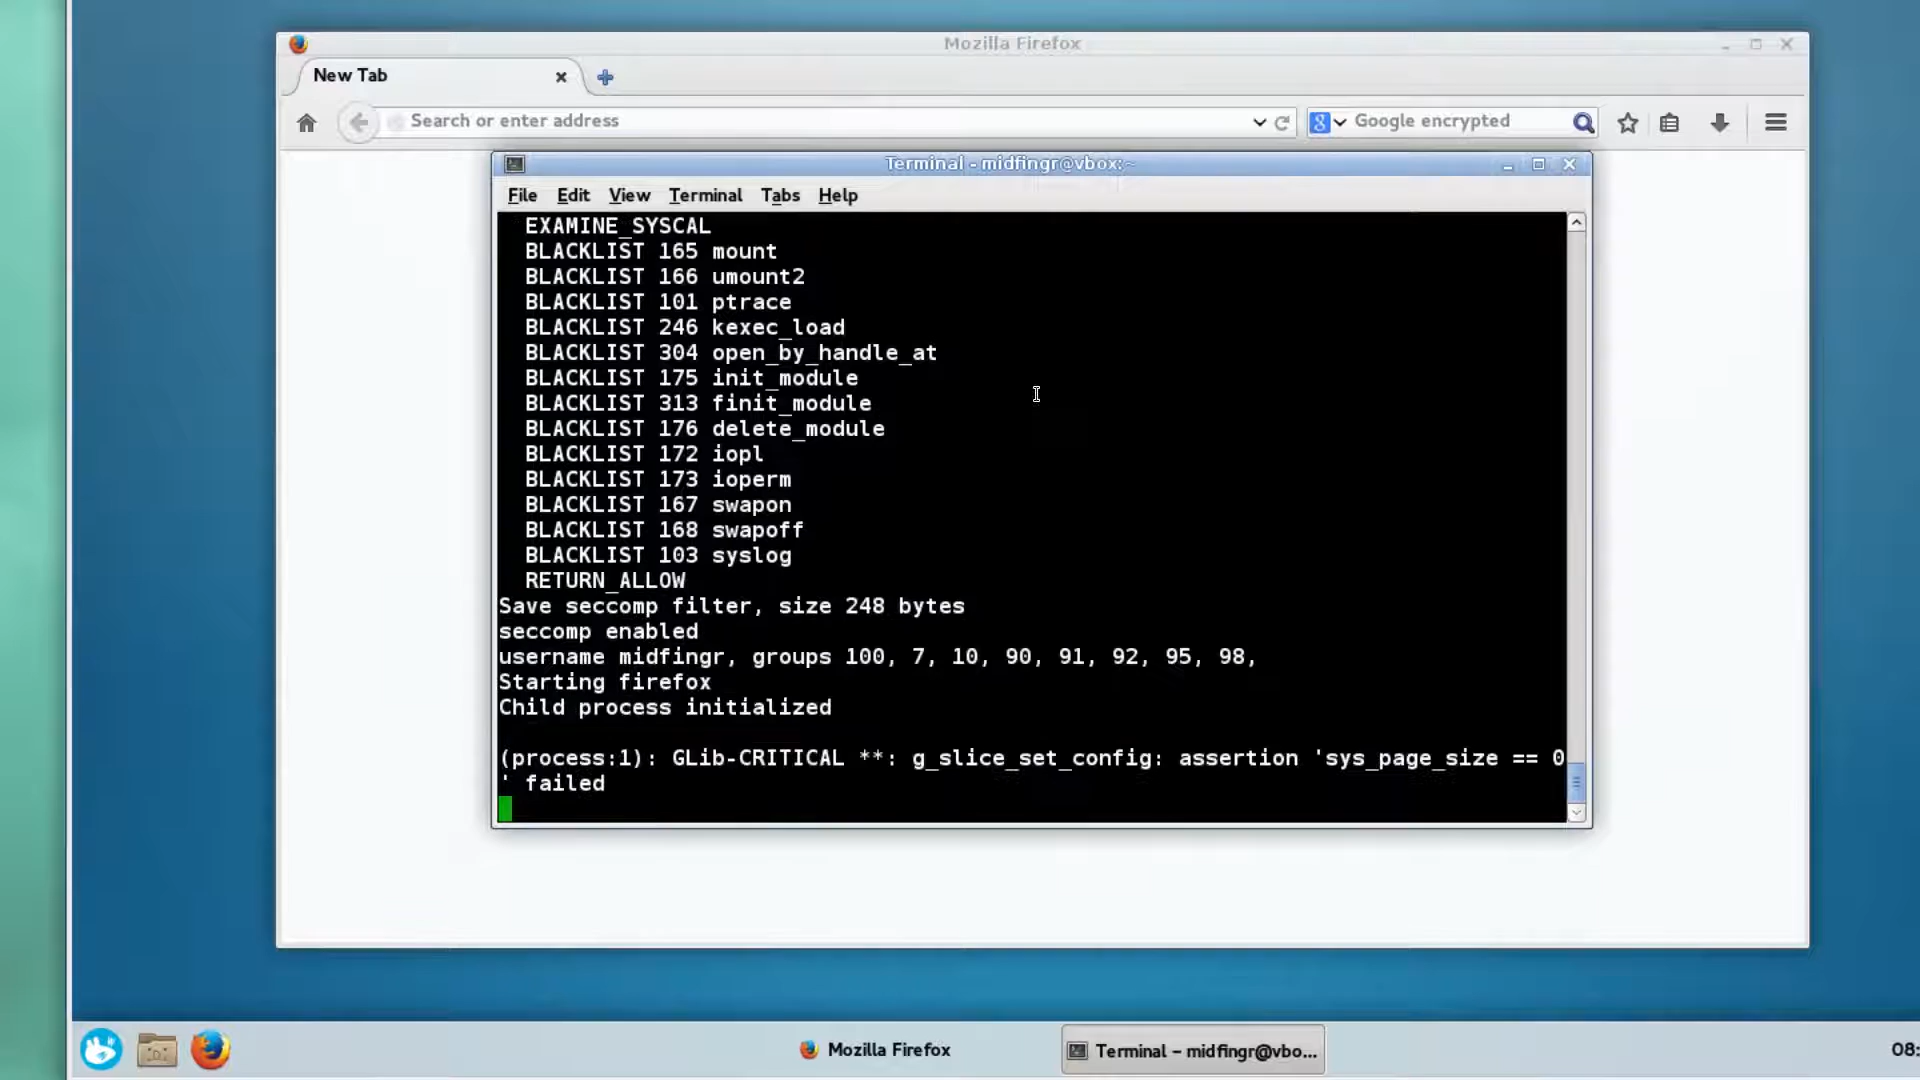 Mozilla Firefox
New Tab
Search or enter address
Google encrypted
Terminal - midfingr@vbox:~
File Edit View Terminal Tabs Help
EXAMINE_SYSCAL
BLACKLIST 165 mount
BLACKLIST 166 umount2
BLACKLIST 101 ptrace
BLACKLIST 246 kexec_load
BLACKLIST 304 open_by_handle_at
BLACKLIST 175 init_module
BLACKLIST 313 finit_module
BLACKLIST 176 delete_module
BLACKLIST 172 iopl
BLACKLIST 173 ioperm
BLACKLIST 167 swapon
BLACKLIST 168 swapoff
BLACKLIST 103 syslog
RETURN_ALLOW
Save seccomp filter, size 248 bytes
seccomp enabled
username midfingr, groups 100, 7, 10, 90, 91, 92, 95, 98,
Starting firefox
Child process initialized
(process:1): GLib-CRITICAL **: g_slice_set_config: assertion 'sys_page_size == 0
' failed
Mozilla Firefox
Terminal - midfingr@vbo...
08: